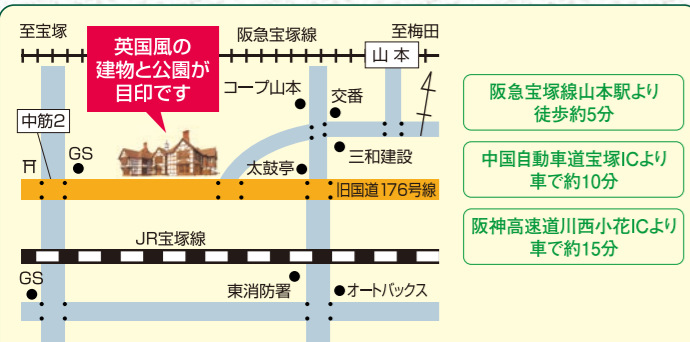 至宝塚
阪急宝塚線
至梅田
山本
英国風の
建物と公園が
目印です
コープ山本
交番
中筋2
GS
太鼓亭
三和建設
旧国道176号線
JR宝塚線
GS
東消防署
オートバックス
阪急宝塚線山本駅より
徒歩約5分
中国自動車道宝塚ICより
車で約10分
阪神高速道川西小花ICより
車で約15分